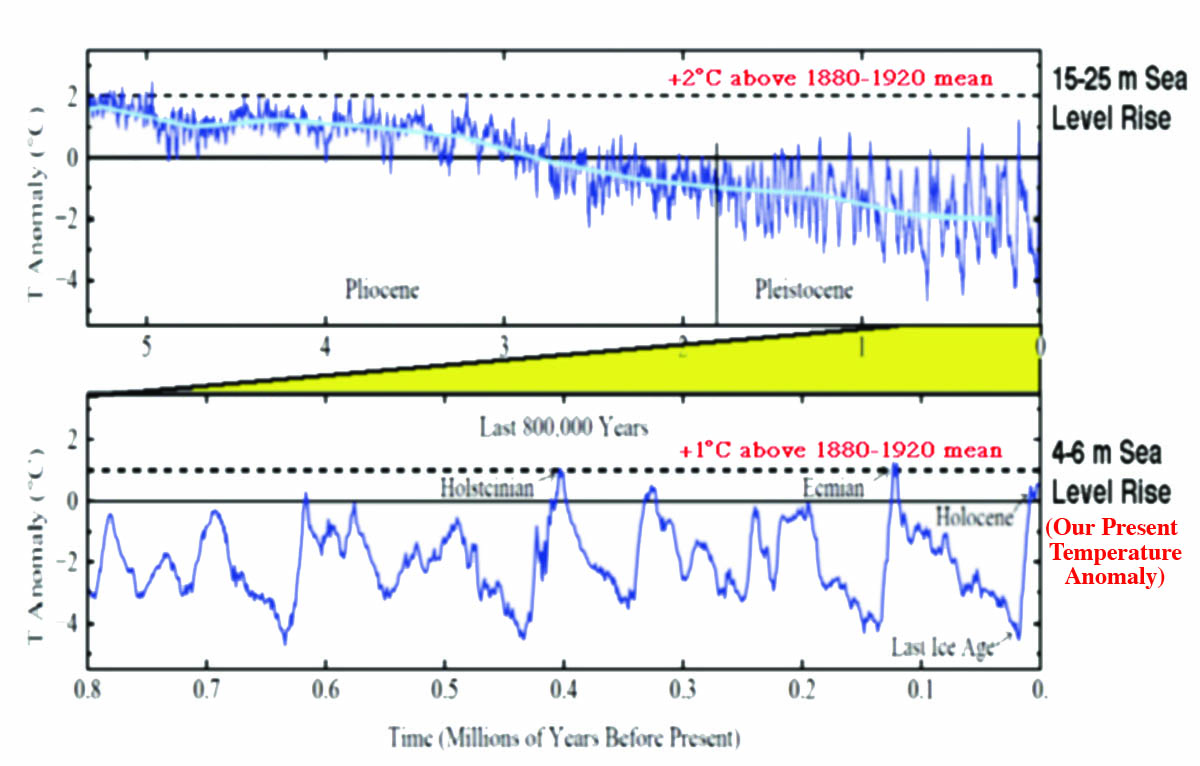 +2°C above 1880-1920 mean
15-25 m Sea
Level Rise
T Anomaly (°C)
2
0
−2
−4
Pliocene
Pleistocene
5
4
3
2
1
0
Last 800,000 Years
+1°C above 1880-1920 mean
4-6 m Sea
Level Rise
(Our Present
Temperature
Anomaly)
T Anomaly (°C)
2
0
−2
−4
Holsteinian
Eemian
Holocene
Last Ice Age
0.8
0.7
0.6
0.5
0.4
0.3
0.2
0.1
0.
Time (Millions of Years Before Present)